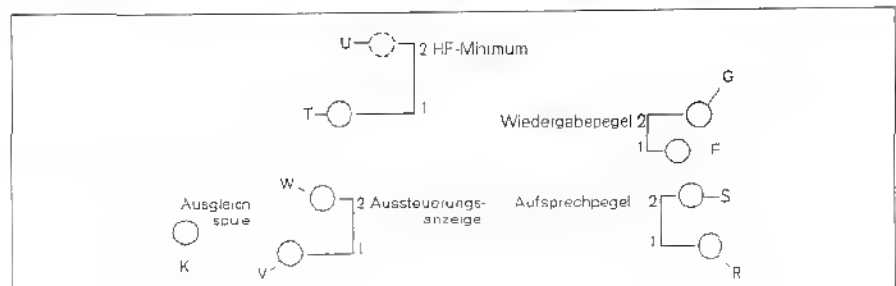 U
2 HF-Minimum
G
T
1
Wiedergabepegel 2
1
F
W
2 Aussteuerungs-
anzeige
Aufsprechpegel 2
S
Ausgleich
spule
K
V
1
1
R